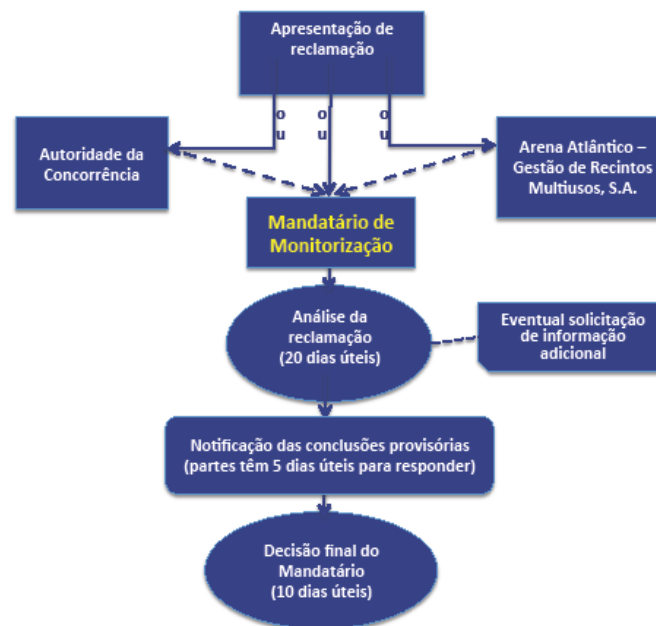 Apresentação de
reclamação
o
u
o
u
o
u
Autoridade da
Concorrência
Arena Atlântico –
Gestão de Recintos
Multiusos, S.A.
Mandatário de
Monitorização
Análise da
reclamação
(20 dias úteis)
Eventual solicitação
de informação
adicional
Notificação das conclusões provisórias
(partes têm 5 dias úteis para responder)
Decisão final do
Mandatário
(10 dias úteis)